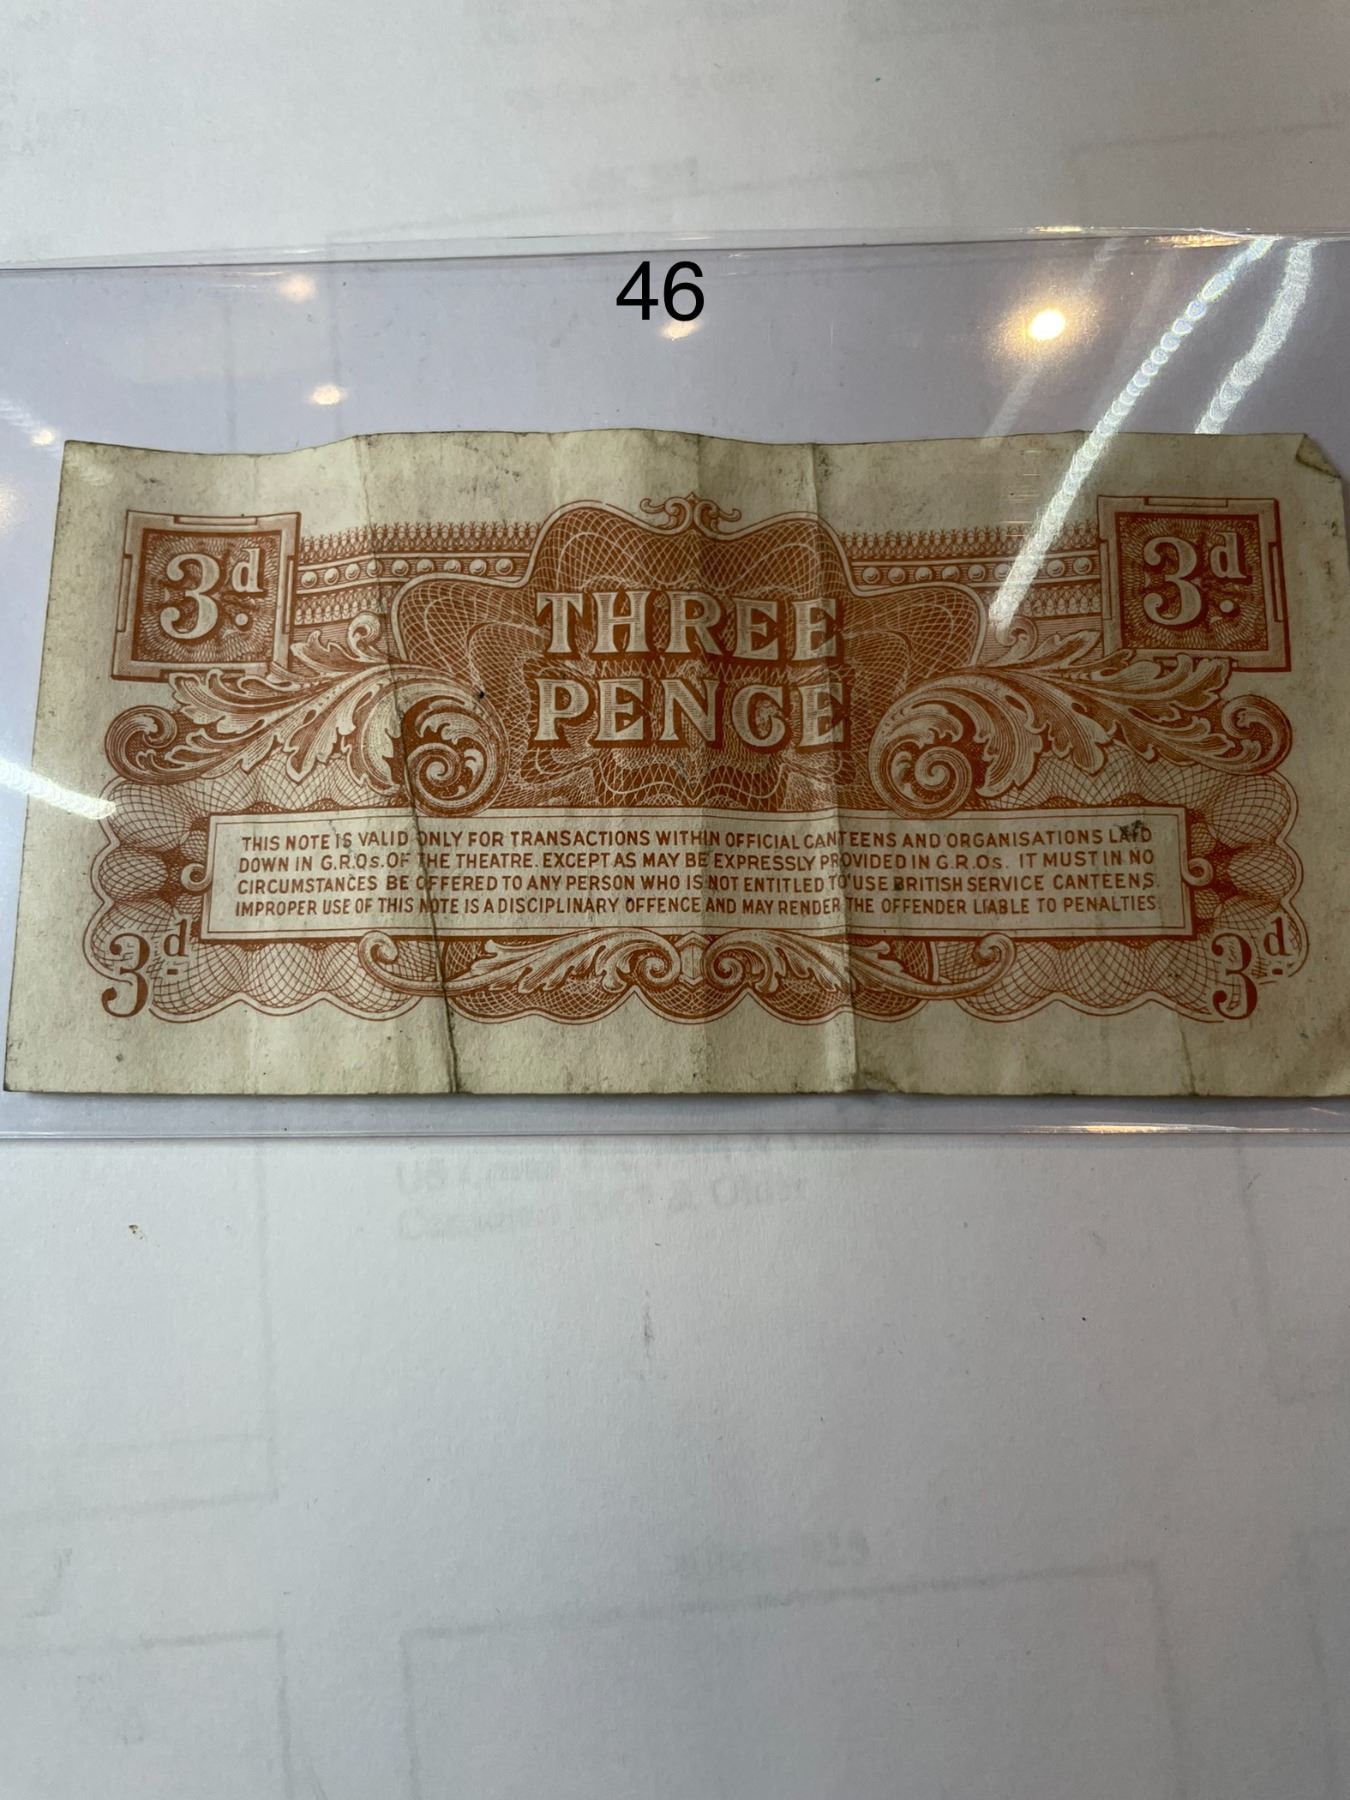 46
3d.
3d.
THREE
PENCE
THIS NOTE IS VALID ONLY FOR TRANSACTIONS WITHIN OFFICIAL CANTEENS AND ORGANISATIONS LAID
DOWN IN G.R.Os. OF THE THEATRE. EXCEPT AS MAY BE EXPRESSLY PROVIDED IN G.R.Os. IT MUST IN NO
CIRCUMSTANCES BE OFFERED TO ANY PERSON WHO IS NOT ENTITLED TO USE BRITISH SERVICE CANTEENS.
IMPROPER USE OF THIS NOTE IS A DISCIPLINARY OFFENCE AND MAY RENDER THE OFFENDER LIABLE TO PENALTIES.
3d.
3d.
& Older